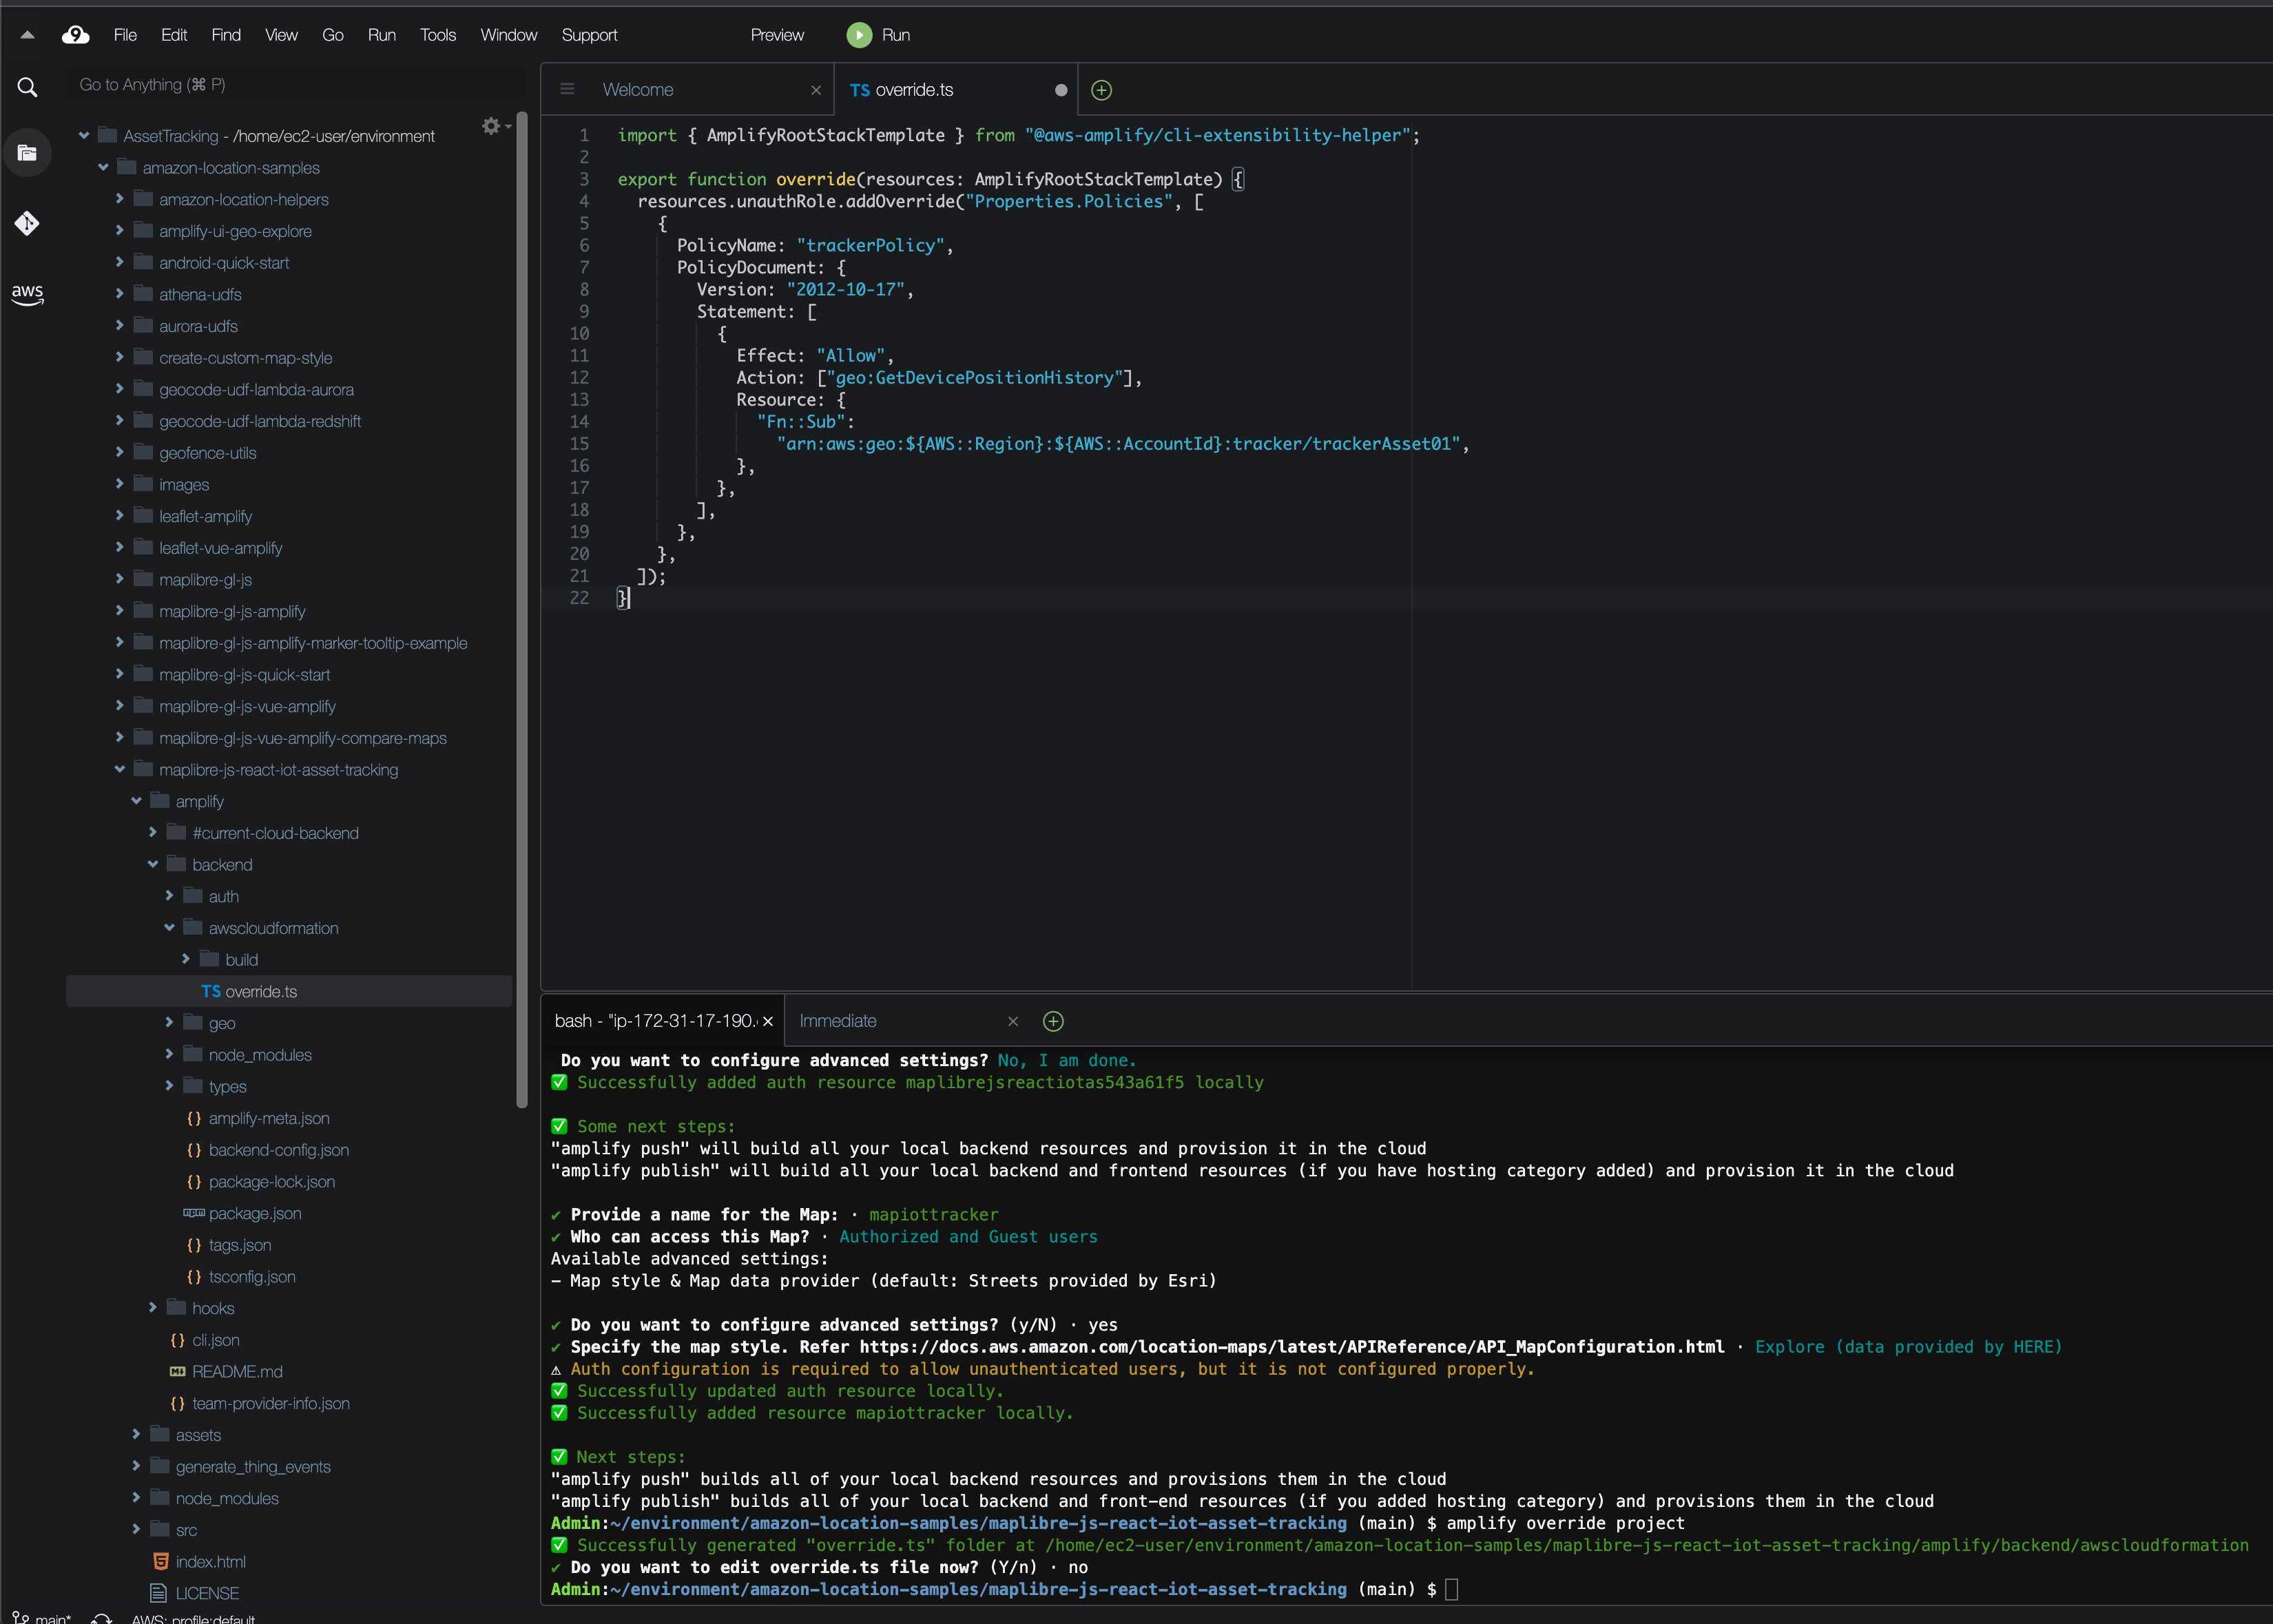 9 File Edit Find View Go Run Tools Window Support Preview Run
Go to Anything (⌘ P)
AssetTracking - /home/ec2-user/environment
amazon-location-samples
amazon-location-helpers
amplify-ui-geo-explore
android-quick-start
athena-udfs
aws
aurora-udfs
create-custom-map-style
geocode-udf-lambda-aurora
geocode-udf-lambda-redshift
geofence-utils
images
leaflet-amplify
leaflet-vue-amplify
maplibre-gl-js
maplibre-gl-js-amplify
maplibre-gl-js-amplify-marker-tooltip-example
maplibre-gl-js-quick-start
maplibre-gl-js-vue-amplify
maplibre-gl-js-vue-amplify-compare-maps
maplibre-js-react-iot-asset-tracking
amplify
#current-cloud-backend
backend
auth
awscloudformation
build
TS override.ts
geo
node_modules
types
{} amplify-meta.json
{} backend-config.json
{} package-lock.json
npm package.json
{} tags.json
{} tsconfig.json
hooks
{} cli.json
README.md
{} team-provider-info.json
assets
generate_thing_events
node_modules
src
5 index.html
LICENSE
main* AWS: profile:default
Welcome TS override.ts
1 import { AmplifyRootStackTemplate } from "@aws-amplify/cli-extensibility-helper";
2
3 export function override(resources: AmplifyRootStackTemplate) {
4 resources.unauthRole.addOverride("Properties.Policies", [
5 {
6 PolicyName: "trackerPolicy",
7 PolicyDocument: {
8 Version: "2012-10-17",
9 Statement: [
10 {
11 Effect: "Allow",
12 Action: ["geo:GetDevicePositionHistory"],
13 Resource: {
14 "Fn::Sub":
15 "arn:aws:geo:${AWS::Region}:${AWS::AccountId}:tracker/trackerAsset01",
16 },
17 },
18 ],
19 },
20 },
21 ]);
22 }
bash - "ip-172-31-17-190. Immediate
Do you want to configure advanced settings? No, I am done.
✅ Successfully added auth resource maplibrejsreactiotas543a61f5 locally
✅ Some next steps:
"amplify push" will build all your local backend resources and provision it in the cloud
"amplify publish" will build all your local backend and frontend resources (if you have hosting category added) and provision it in the cloud
✔ Provide a name for the Map: · mapiottracker
✔ Who can access this Map? · Authorized and Guest users
Available advanced settings:
– Map style & Map data provider (default: Streets provided by Esri)
✔ Do you want to configure advanced settings? (y/N) · yes
✔ Specify the map style. Refer https://docs.aws.amazon.com/location-maps/latest/APIReference/API_MapConfiguration.html · Explore (data provided by HERE)
⚠ Auth configuration is required to allow unauthenticated users, but it is not configured properly.
✅ Successfully updated auth resource locally.
✅ Successfully added resource mapiottracker locally.
✅ Next steps:
"amplify push" builds all of your local backend resources and provisions them in the cloud
"amplify publish" builds all of your local backend and front-end resources (if you added hosting category) and provisions them in the cloud
Admin:~/environment/amazon-location-samples/maplibre-js-react-iot-asset-tracking (main) $ amplify override project
✅ Successfully generated "override.ts" folder at /home/ec2-user/environment/amazon-location-samples/maplibre-js-react-iot-asset-tracking/amplify/backend/awscloudformation
✔ Do you want to edit override.ts file now? (Y/n) · no
Admin:~/environment/amazon-location-samples/maplibre-js-react-iot-asset-tracking (main) $